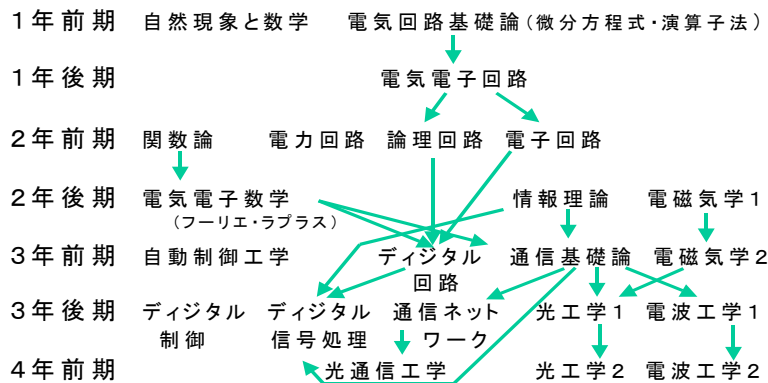 1年前期 自然現象と数学 電気回路基礎論(微分方程式・演算子法)
1年後期 電気電子回路
2年前期 関数論 電力回路 論理回路 電子回路
2年後期 電気電子数学 情報理論 電磁気学1
(フーリエ・ラプラス)
3年前期 自動制御工学 ディジタル 通信基礎論 電磁気学2
回路
3年後期 ディジタル ディジタル 通信ネット 光工学1 電波工学1
制御 信号処理 ワーク
4年前期 光通信工学 光工学2 電波工学2